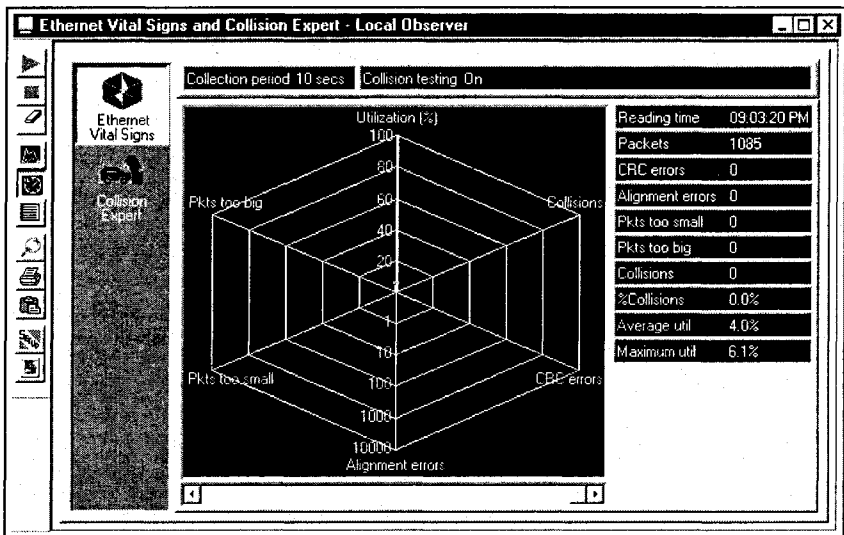 Ethernet Vital Signs and Collision Expert - Local Observer
Collection period 10 secs
Collision testing On
Ethernet
Vital Signs
Collision
Expert
Utilization (%)
100
80
60
40
20
1
10
100
1000
10000
Pkts too big
Collisions
Pkts too small
CRC errors
Alignment errors
Reading time 09:03:20 PM
Packets 1085
CRC errors 0
Alignment errors 0
Pkts too small 0
Pkts too big 0
Collisions 0
%Collisions 0.0%
Average util 4.0%
Maximum util 6.1%